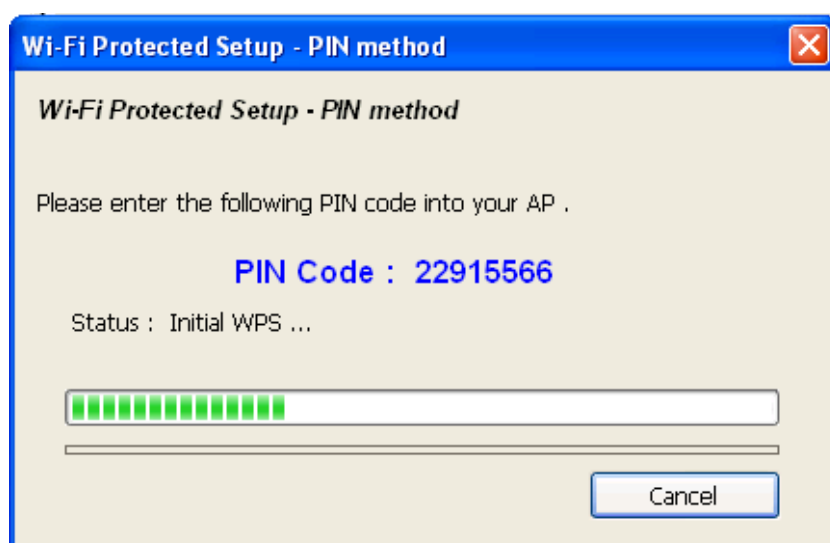 Wi-Fi Protected Setup - PIN method
Wi-Fi Protected Setup - PIN method
Please enter the following PIN code into your AP .
PIN Code : 22915566
Status : Initial WPS ...
Cancel